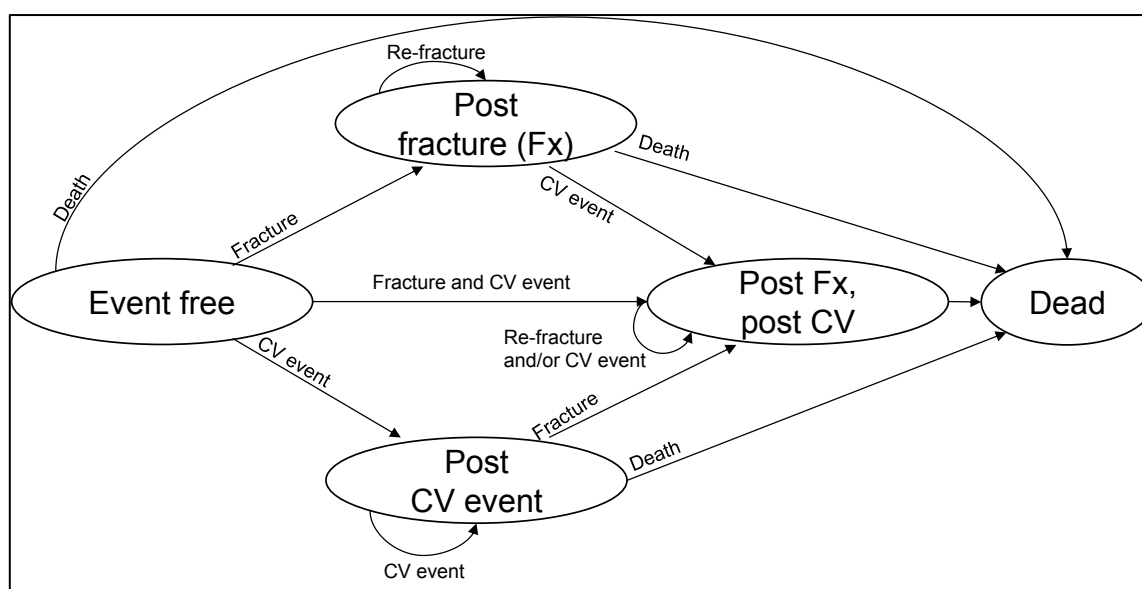 Re-fracture
Post
fracture (Fx)
Death
Death
CV event
Fracture
Event free
Fracture and CV event
Post Fx,
post CV
Dead
Re-fracture
and/or CV event
CV event
Fracture
Death
Post
CV event
CV event